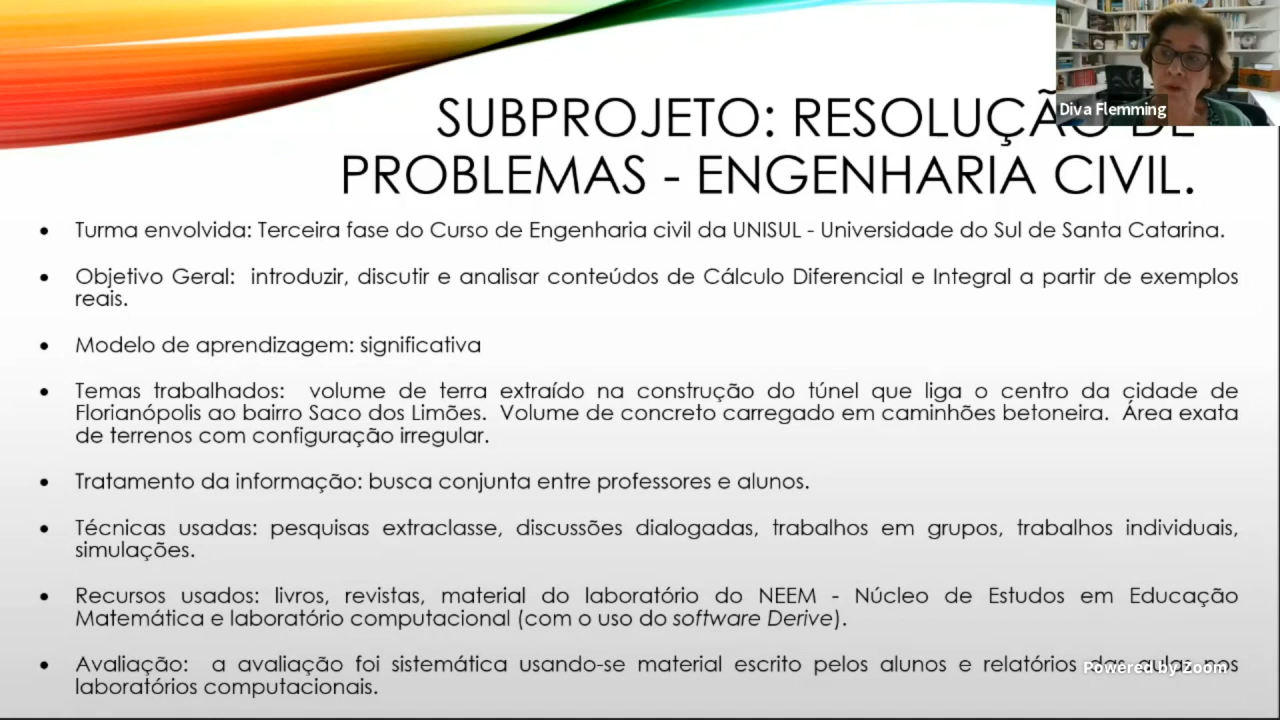 Diva Flemming
SUBPROJETO: RESOLUÇÃO DE
PROBLEMAS - ENGENHARIA CIVIL.
• Turma envolvida: Terceira fase do Curso de Engenharia civil da UNISUL - Universidade do Sul de Santa Catarina.
• Objetivo Geral: introduzir, discutir e analisar conteúdos de Cálculo Diferencial e Integral a partir de exemplos
reais.
• Modelo de aprendizagem: significativa
• Temas trabalhados: volume de terra extraído na construção do túnel que liga o centro da cidade de
Florianópolis ao bairro Saco dos Limões. Volume de concreto carregado em caminhões betoneira. Área exata
de terrenos com configuração irregular.
• Tratamento da informação: busca conjunta entre professores e alunos.
• Técnicas usadas: pesquisas extraclasse, discussões dialogadas, trabalhos em grupos, trabalhos individuais,
simulações.
• Recursos usados: livros, revistas, material do laboratório do NEEM - Núcleo de Estudos em Educação
Matemática e laboratório computacional (com o uso do software Derive).
• Avaliação: a avaliação foi sistemática usando-se material escrito pelos alunos e relatórios das aulas nos
laboratórios computacionais.
Powered by Zoom